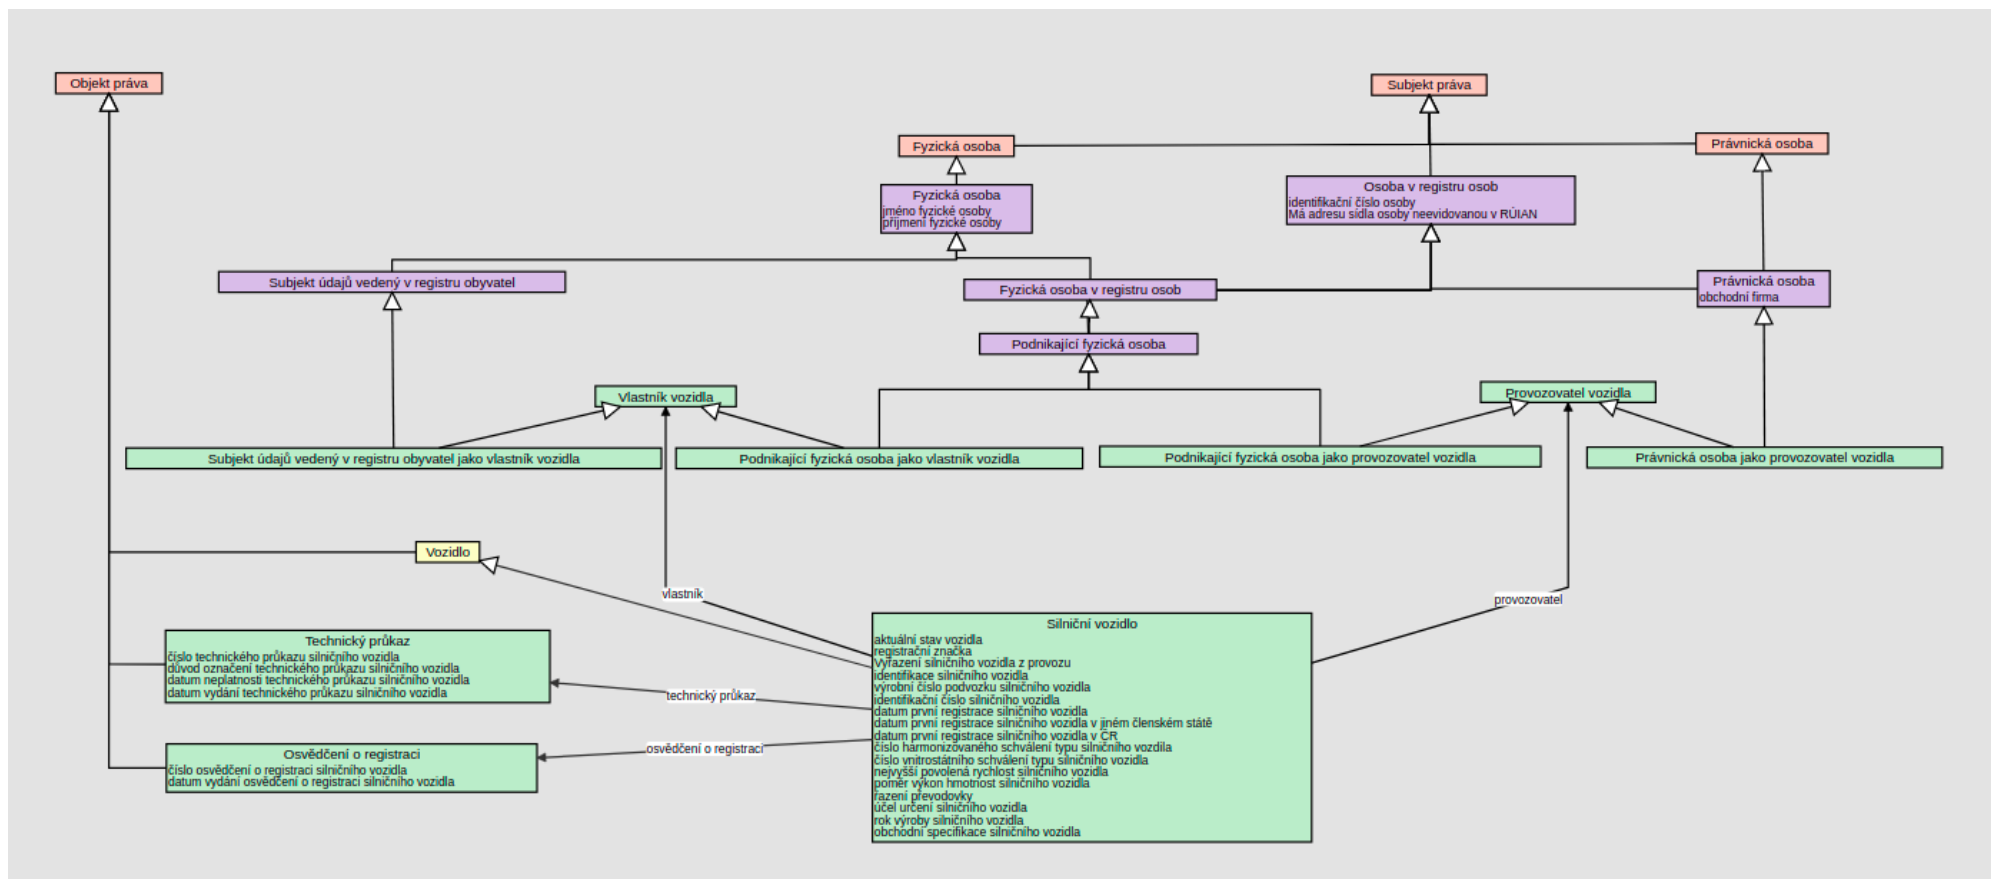 Objekt práva
Subjekt práva
Fyzická osoba
Právnická osoba
Fyzická osoba
jméno fyzické osoby
příjmení fyzické osoby
Osoba v registru osob
identifikační číslo osoby
Má adresu sídla osoby neevidovanou v RÚIAN
Subjekt údajů vedený v registru obyvatel
Fyzická osoba v registru osob
Právnická osoba
obchodní firma
Podnikající fyzická osoba
Vlastník vozidla
Provozovatel vozidla
Subjekt údajů vedený v registru obyvatel jako vlastník vozidla
Podnikající fyzická osoba jako vlastník vozidla
Podnikající fyzická osoba jako provozovatel vozidla
Právnická osoba jako provozovatel vozidla
Vozidlo
vlastník
provozovatel
Technický průkaz
číslo technického průkazu silničního vozidla
důvod označení technického průkazu silničního vozidla
datum neplatnosti technického průkazu silničního vozidla
datum vydání technického průkazu silničního vozidla
technický průkaz
Osvědčení o registraci
číslo osvědčení o registraci silničního vozidla
datum vydání osvědčení o registraci silničního vozidla
osvědčení o registraci
Silniční vozidlo
aktuální stav vozidla
registrační značka
Vyřazení silničního vozidla z provozu
identifikace silničního vozidla
výrobní číslo podvozku silničního vozidla
identifikační číslo silničního vozidla
datum první registrace silničního vozidla
datum první registrace silničního vozidla v jiném členském státě
datum první registrace silničního vozidla v ČR
číslo harmonizovaného schválení typu silničního vozdila
číslo vnitrostátního schválení typu silničního vozidla
nejvyšší povolená rychlost silničního vozidla
poměr výkon hmotnost silničního vozidla
řazení převodovky
účel určení silničního vozidla
rok výroby silničního vozidla
obchodní specifikace silničního vozidla